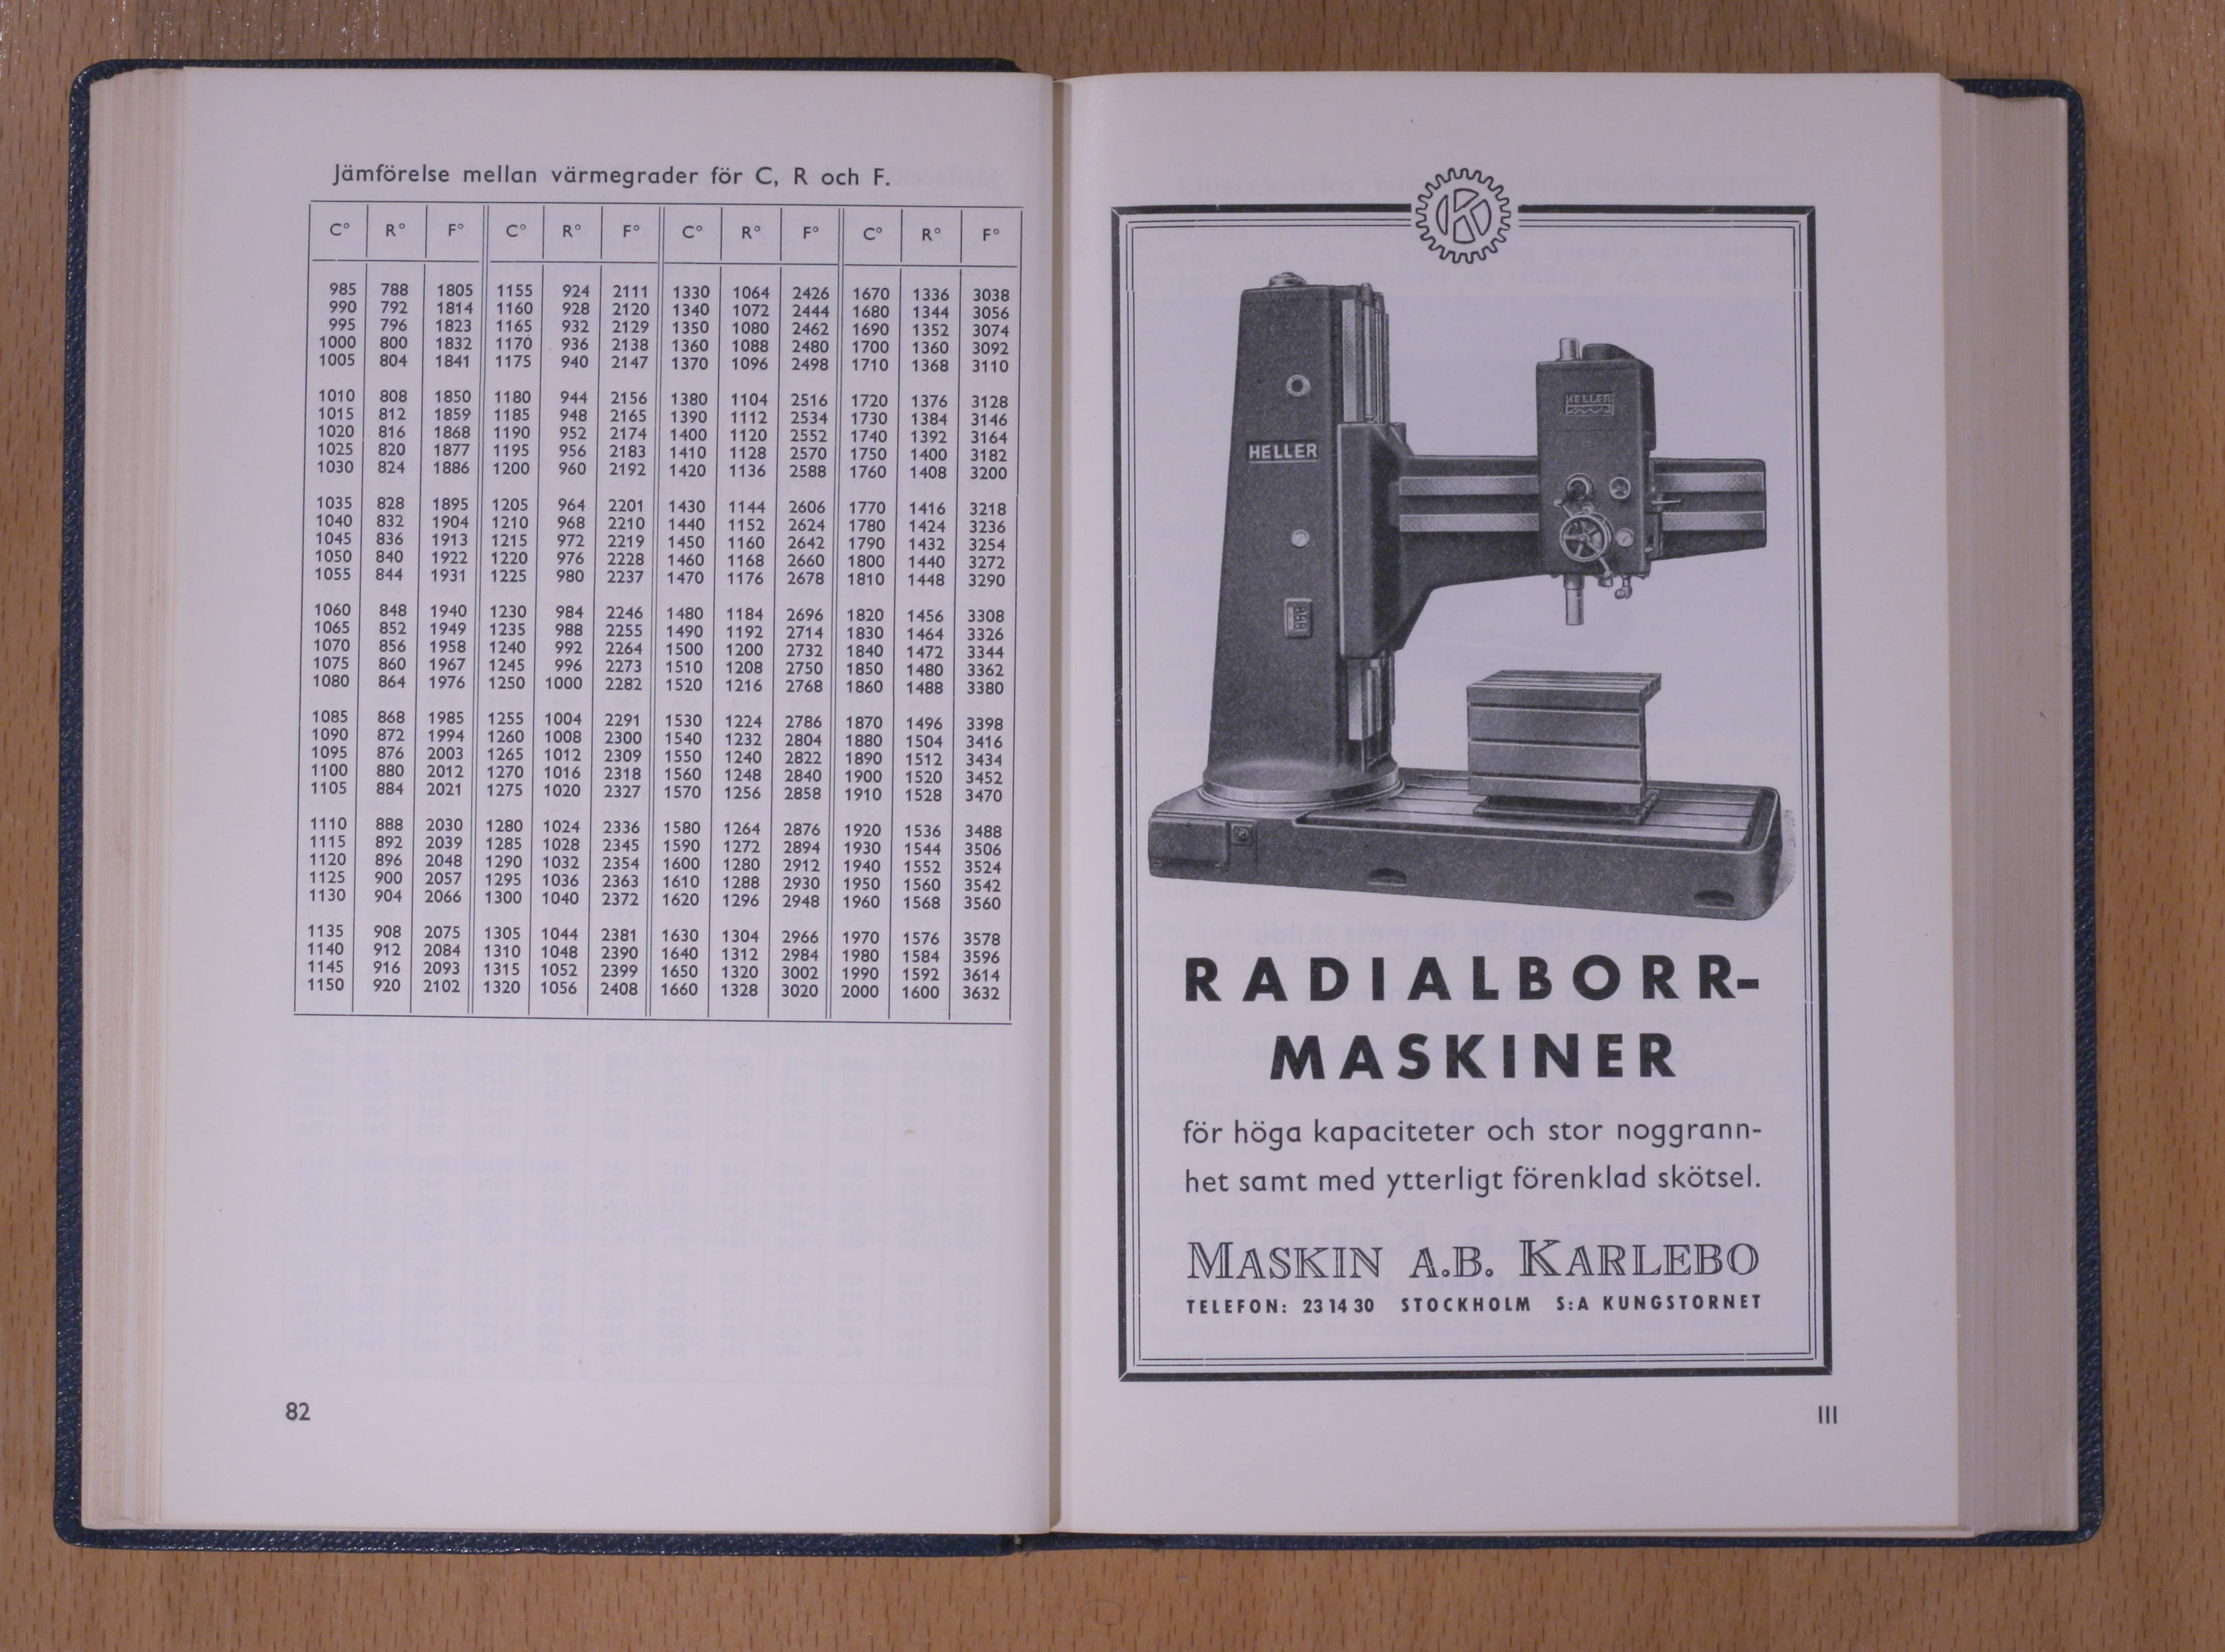 Jämförelse mellan värmegrader för C, R och F.
C° R° F° C° R° F° C° R° F° C° R° F°
985 788 1805 1155 924 2111 1330 1064 2426 1670 1336 3038
990 792 1814 1160 928 2120 1340 1072 2444 1680 1344 3056
995 796 1823 1165 932 2129 1350 1080 2462 1690 1352 3074
1000 800 1832 1170 936 2138 1360 1088 2480 1700 1360 3092
1005 804 1841 1175 940 2147 1370 1096 2498 1710 1368 3110
1010 808 1850 1180 944 2156 1380 1104 2516 1720 1376 3128
1015 812 1859 1185 948 2165 1390 1112 2534 1730 1384 3146
1020 816 1868 1190 952 2174 1400 1120 2552 1740 1392 3164
1025 820 1877 1195 956 2183 1410 1128 2570 1750 1400 3182
1030 824 1886 1200 960 2192 1420 1136 2588 1760 1408 3200
1035 828 1895 1205 964 2201 1430 1144 2606 1770 1416 3218
1040 832 1904 1210 968 2210 1440 1152 2624 1780 1424 3236
1045 836 1913 1215 972 2219 1450 1160 2642 1790 1432 3254
1050 840 1922 1220 976 2228 1460 1168 2660 1800 1440 3272
1055 844 1931 1225 980 2237 1470 1176 2678 1810 1448 3290
1060 848 1940 1230 984 2246 1480 1184 2696 1820 1456 3308
1065 852 1949 1235 988 2255 1490 1192 2714 1830 1464 3326
1070 856 1958 1240 992 2264 1500 1200 2732 1840 1472 3344
1075 860 1967 1245 996 2273 1510 1208 2750 1850 1480 3362
1080 864 1976 1250 1000 2282 1520 1216 2768 1860 1488 3380
1085 868 1985 1255 1004 2291 1530 1224 2786 1870 1496 3398
1090 872 1994 1260 1008 2300 1540 1232 2804 1880 1504 3416
1095 876 2003 1265 1012 2309 1550 1240 2822 1890 1512 3434
1100 880 2012 1270 1016 2318 1560 1248 2840 1900 1520 3452
1105 884 2021 1275 1020 2327 1570 1256 2858 1910 1528 3470
1110 888 2030 1280 1024 2336 1580 1264 2876 1920 1536 3488
1115 892 2039 1285 1028 2345 1590 1272 2894 1930 1544 3506
1120 896 2048 1290 1032 2354 1600 1280 2912 1940 1552 3524
1125 900 2057 1295 1036 2363 1610 1288 2930 1950 1560 3542
1130 904 2066 1300 1040 2372 1620 1296 2948 1960 1568 3560
1135 908 2075 1305 1044 2381 1630 1304 2966 1970 1576 3578
1140 912 2084 1310 1048 2390 1640 1312 2984 1980 1584 3596
1145 916 2093 1315 1052 2399 1650 1320 3002 1990 1592 3614
1150 920 2102 1320 1056 2408 1660 1328 3020 2000 1600 3632
82
K
HELLER
HELLER
RADIALBORR-
MASKINER
för höga kapaciteter och stor noggrann-
het samt med ytterligt förenklad skötsel.
MASKIN A.B. KARLEBO
TELEFON: 23 14 30 STOCKHOLM S:A KUNGSTORNET
III